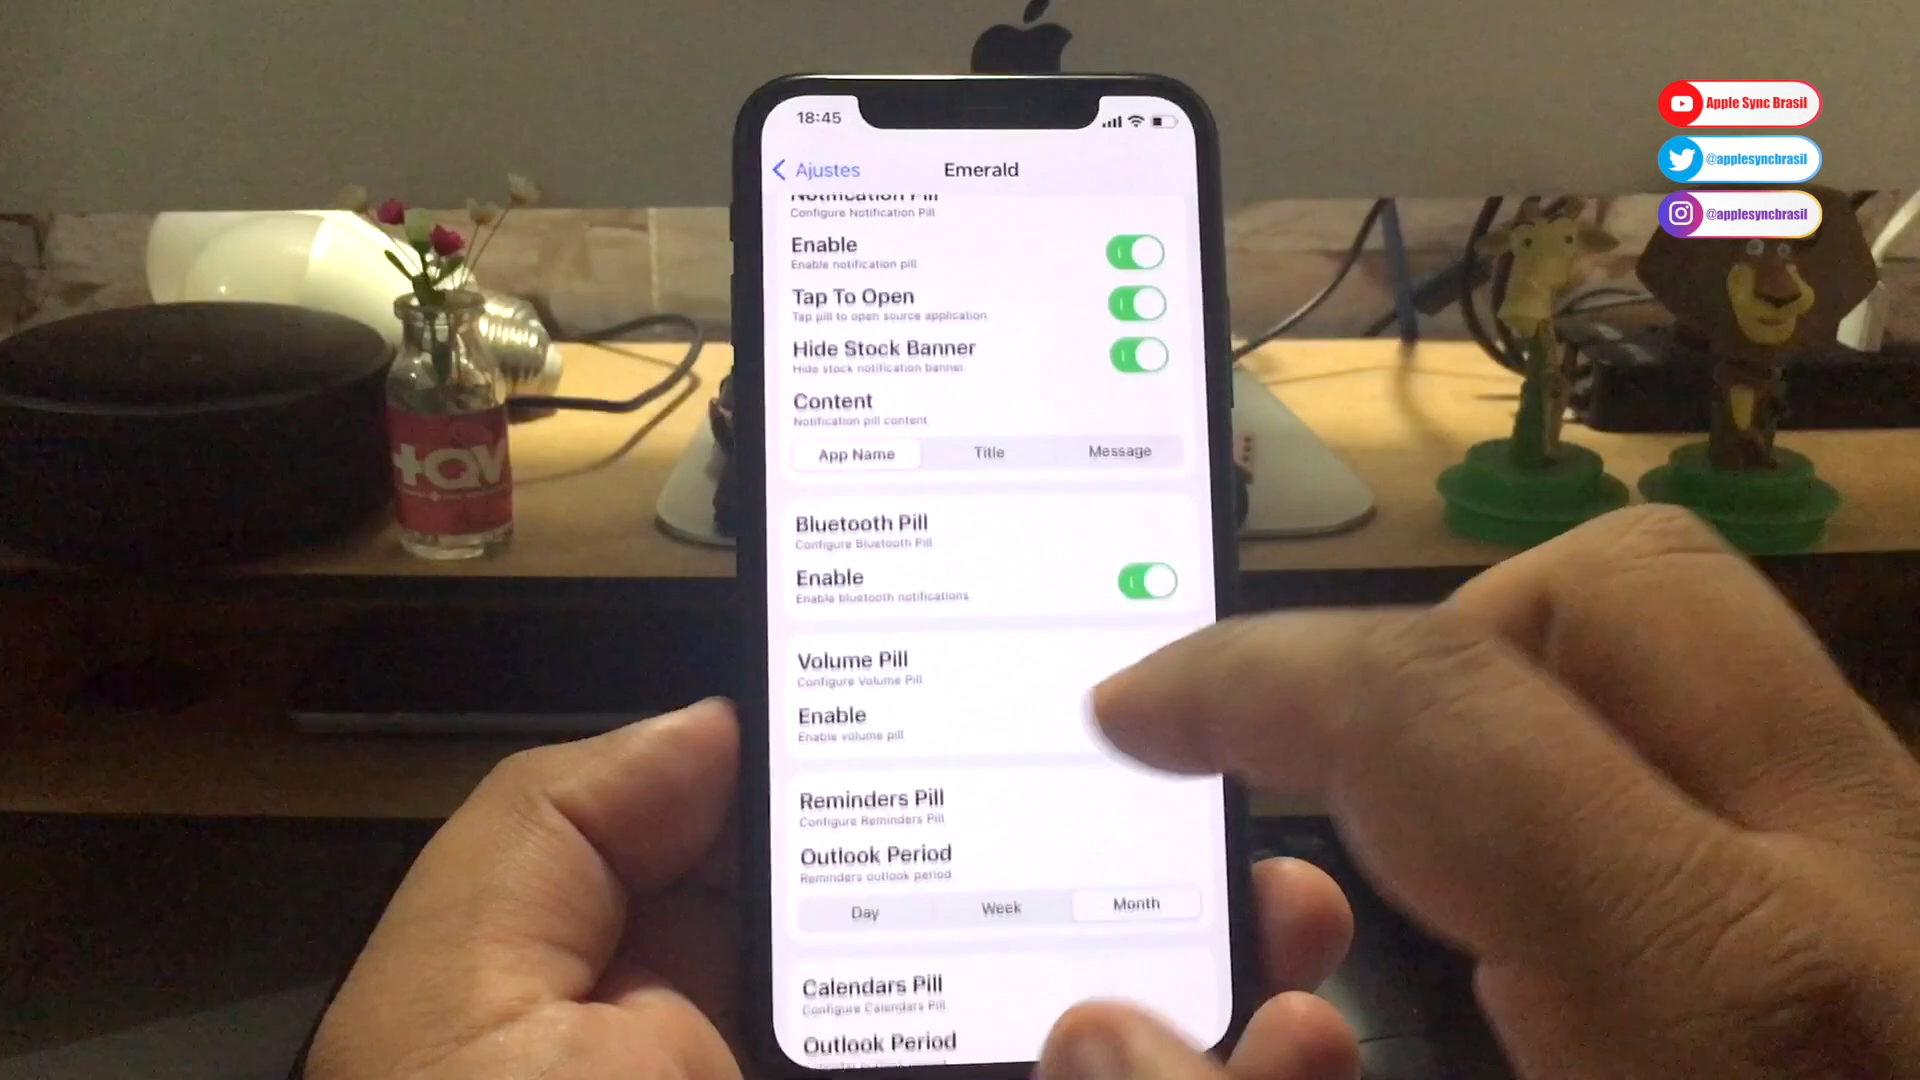 Apple Sync Brasil
@applesyncbrasil
@applesyncbrasil
18:45
Ajustes
Emerald
Notification Pill
Configure Notification Pill
Enable
Enable notification pill
Tap To Open
Tap pill to open source application
Hide Stock Banner
Hide stock notification banner
Content
Notification pill content
App Name
Title
Message
Bluetooth Pill
Configure Bluetooth Pill
Enable
Enable bluetooth notifications
Volume Pill
Configure Volume Pill
Enable
Enable volume pill
Reminders Pill
Configure Reminders Pill
Outlook Period
Reminders outlook period
Day
Week
Month
Calendars Pill
Configure Calendars Pill
Outlook Period
+QV